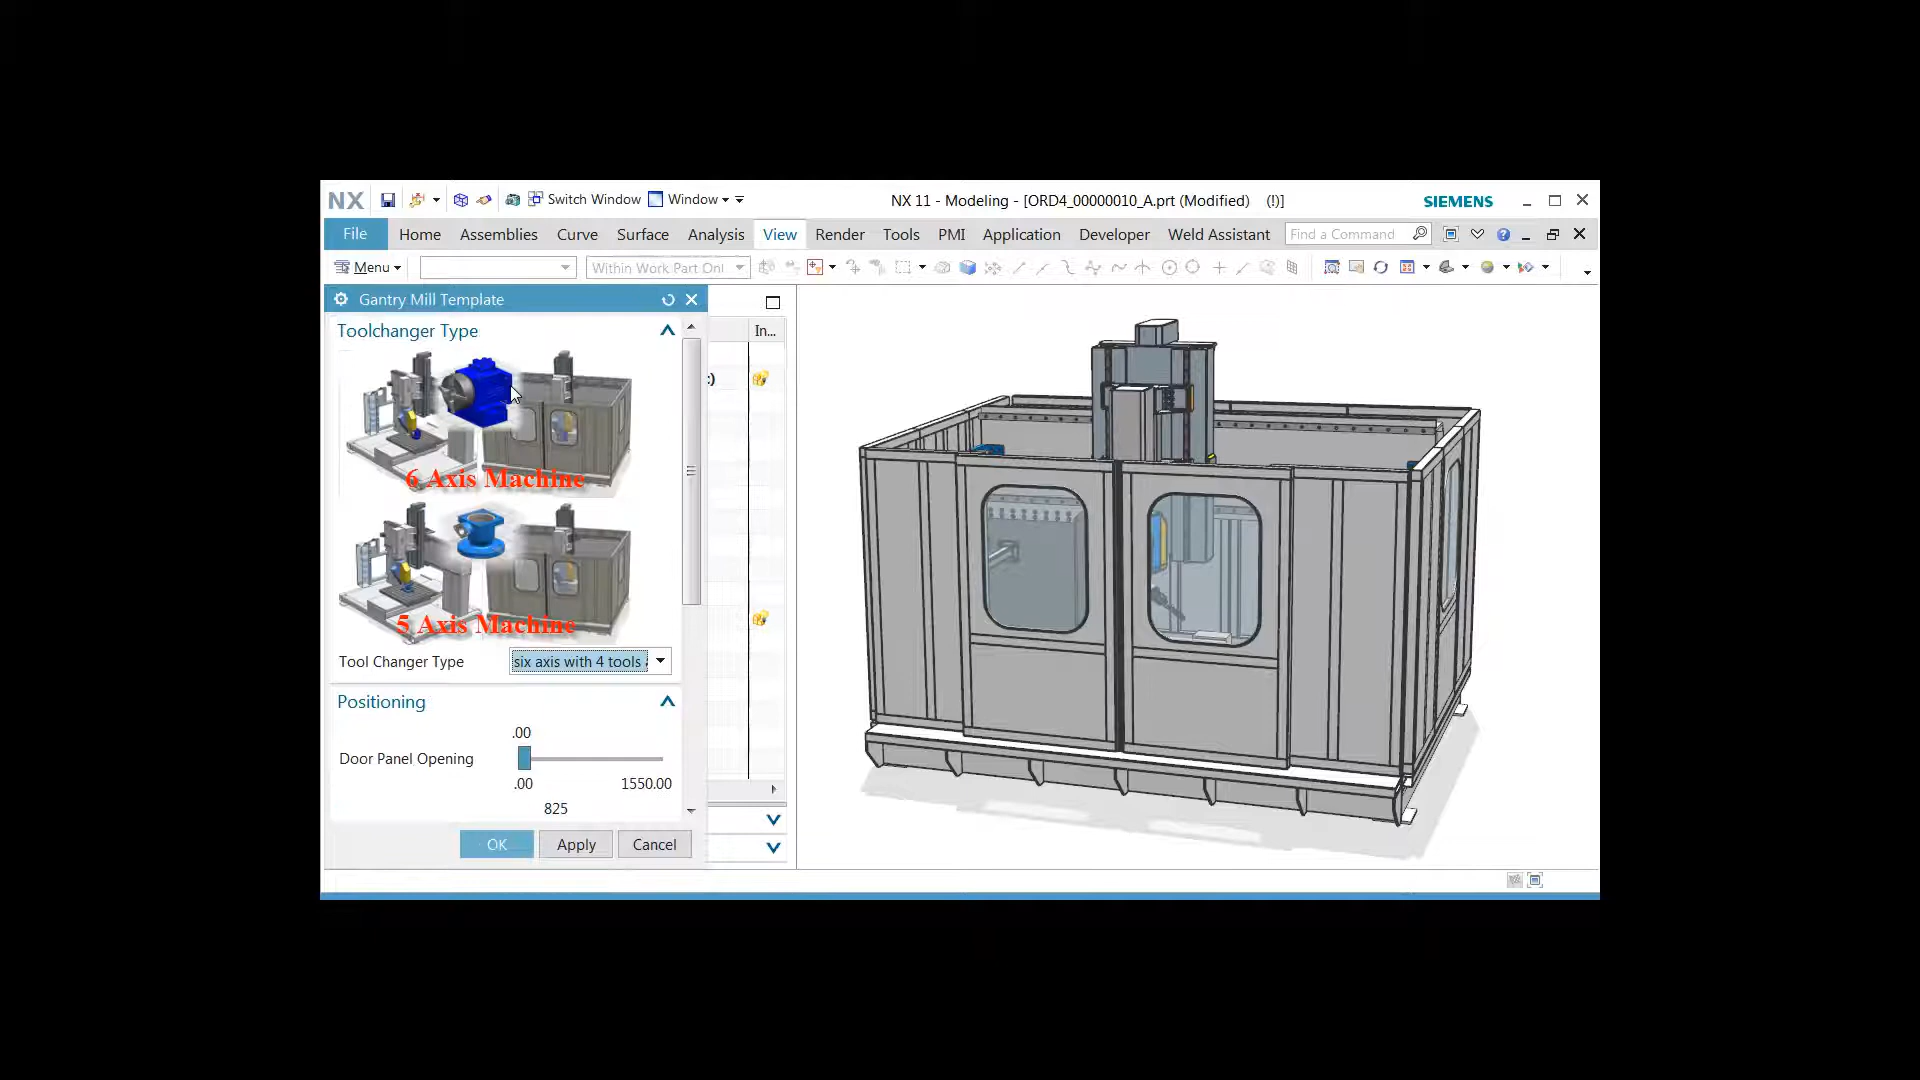 NX Switch Window Window NX 11 - Modeling - [ORD4_00000010_A.prt (Modified) (!)] SIEMENS
File Home Assemblies Curve Surface Analysis View Render Tools PMI Application Developer Weld Assistant Find a Command
Menu Within Work Part Onl
Gantry Mill Template
Toolchanger Type
In...
:)
6 Axis Machine
5 Axis Machine
Tool Changer Type six axis with 4 tools
Positioning
.00
Door Panel Opening
.00 1550.00
825
OK Apply Cancel